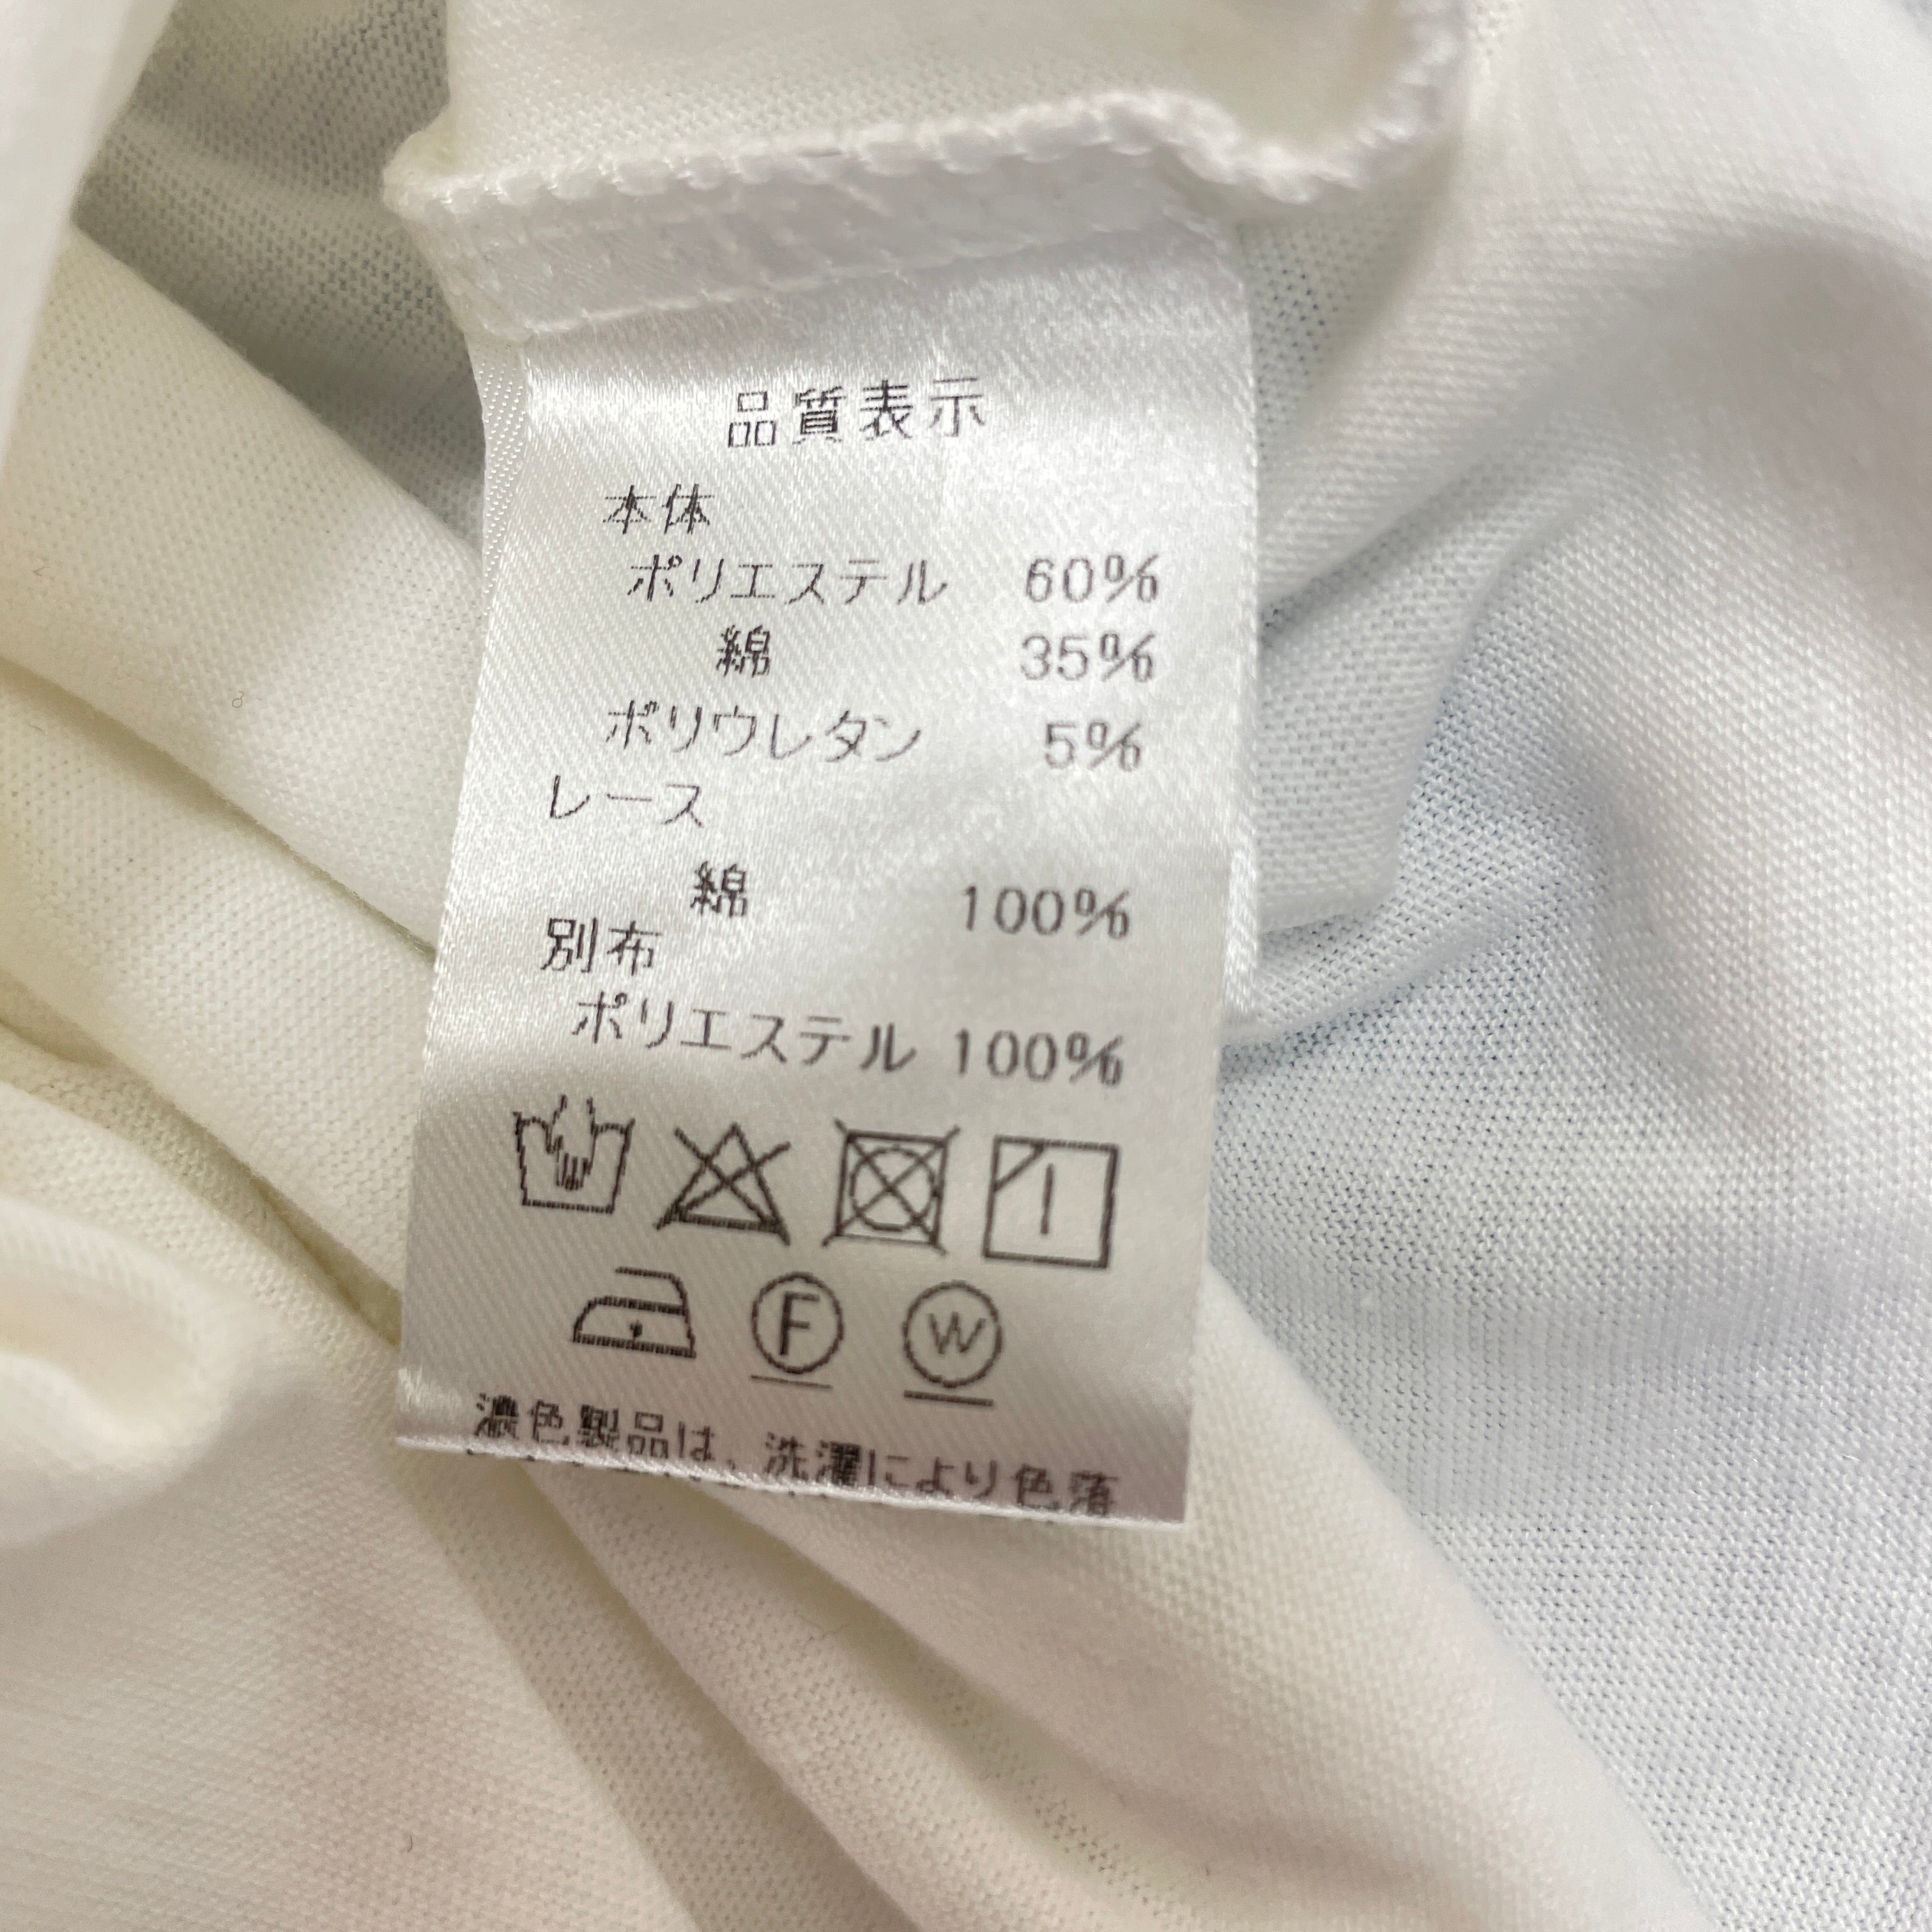 品質表示
本体
ポリエステル 60%
綿 35%
ポリウレタン 5%
レース
綿 100%
別布
ポリエステル 100%
F W
濃色製品は、洗濯により色落